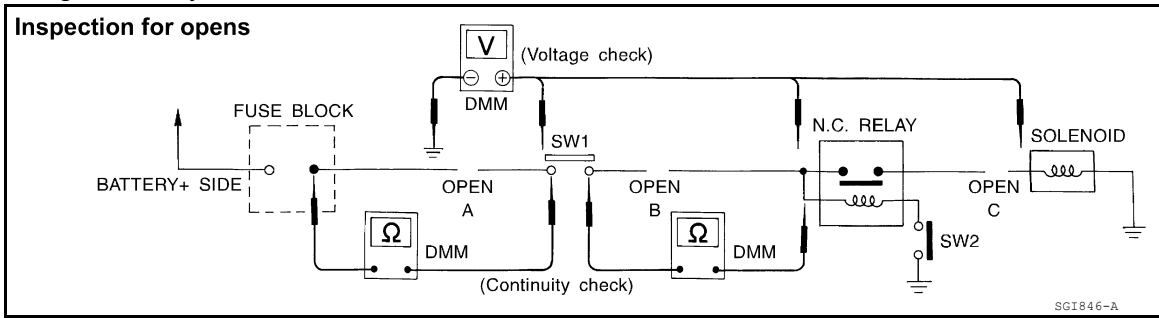 Inspection for opens
V
(Voltage check)
DMM
FUSE BLOCK
N.C. RELAY
SW1
SOLENOID
BATTERY+ SIDE
OPEN
A
OPEN
B
OPEN
C
Ω
DMM
Ω
DMM
SW2
(Continuity check)
SGI846-A